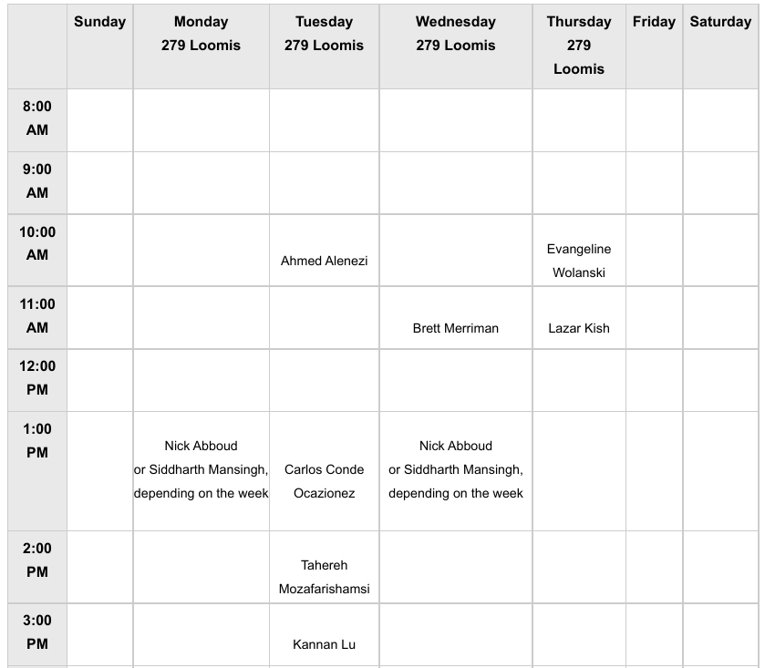 Sunday
Monday
279 Loomis
Tuesday
279 Loomis
Wednesday
279 Loomis
Thursday
279
Loomis
Friday
Saturday
8:00
AM
9:00
AM
10:00
AM
Ahmed Alenezi
Evangeline
Wolanski
11:00
AM
Brett Merriman
Lazar Kish
12:00
PM
1:00
PM
Nick Abboud
or Siddharth Mansingh,
depending on the week
Carlos Conde
Ocazionez
Nick Abboud
or Siddharth Mansingh,
depending on the week
2:00
PM
Tahereh
Mozafarishamsi
3:00
PM
Kannan Lu